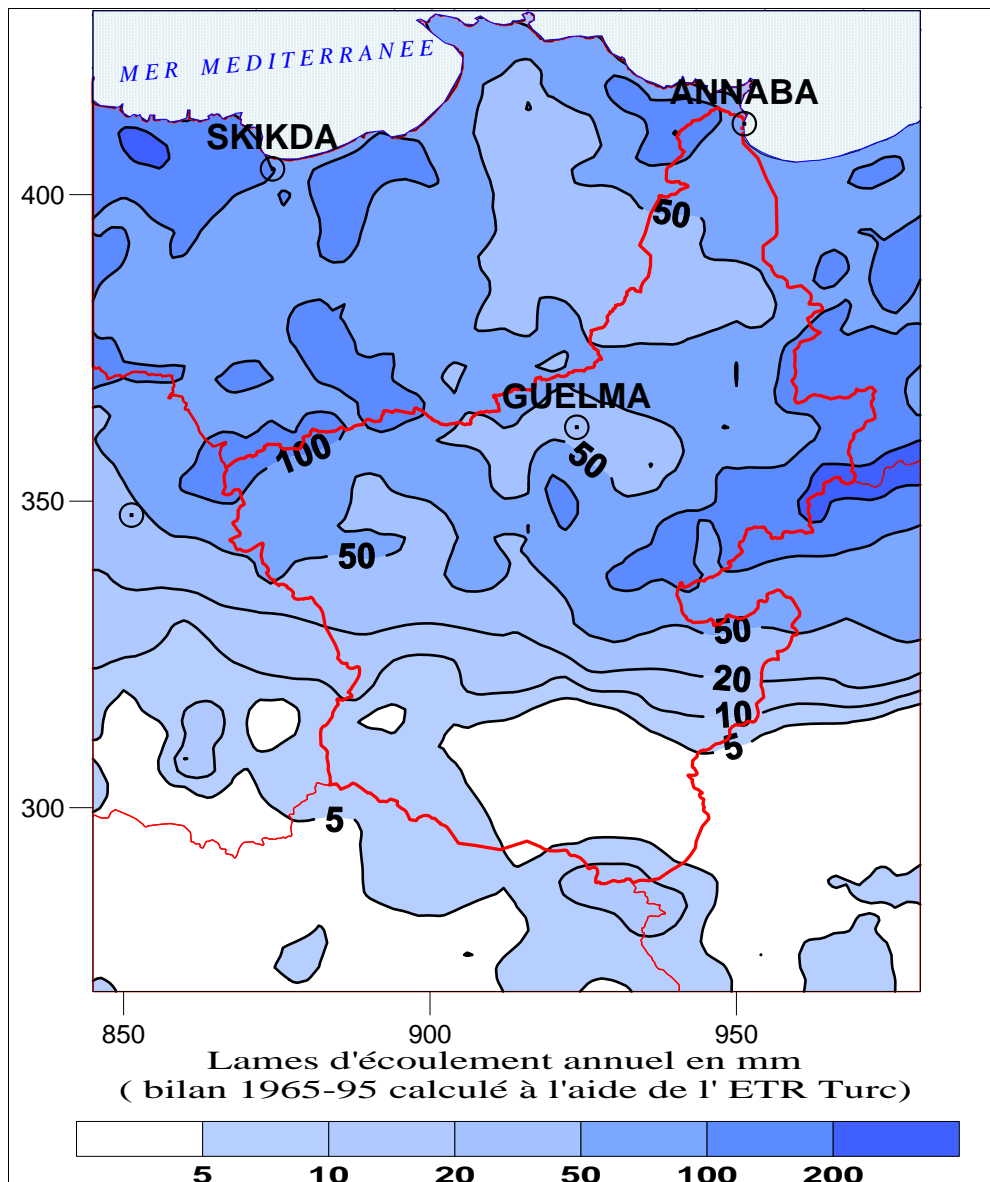 MER MEDITERRANEE
ANNABA
SKIKDA
400
50
GUELMA
100
50
350
50
50
20
10
5
300
5
850 900 950
Lames d'écoulement annuel en mm
( bilan 1965-95 calculé à l'aide de l' ETR Turc)
5 10 20 50 100 200